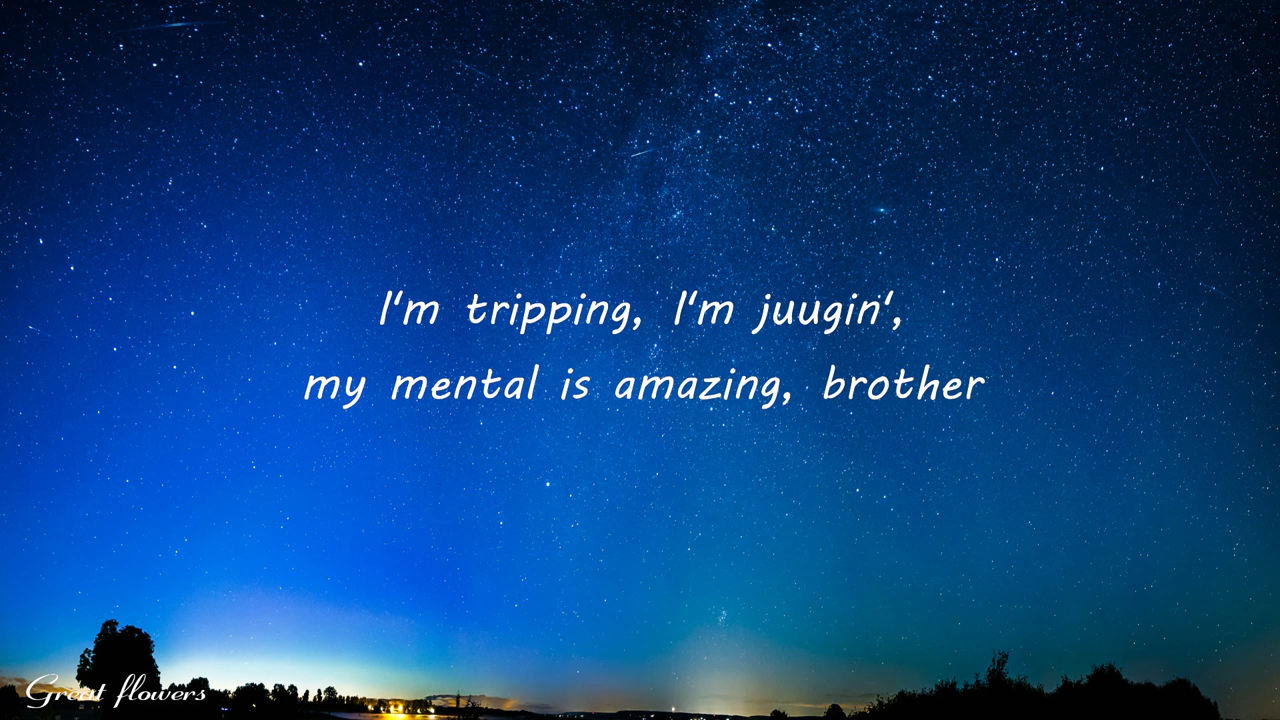 I'm tripping, I'm juugin',
my mental is amazing, brother
Great flowers